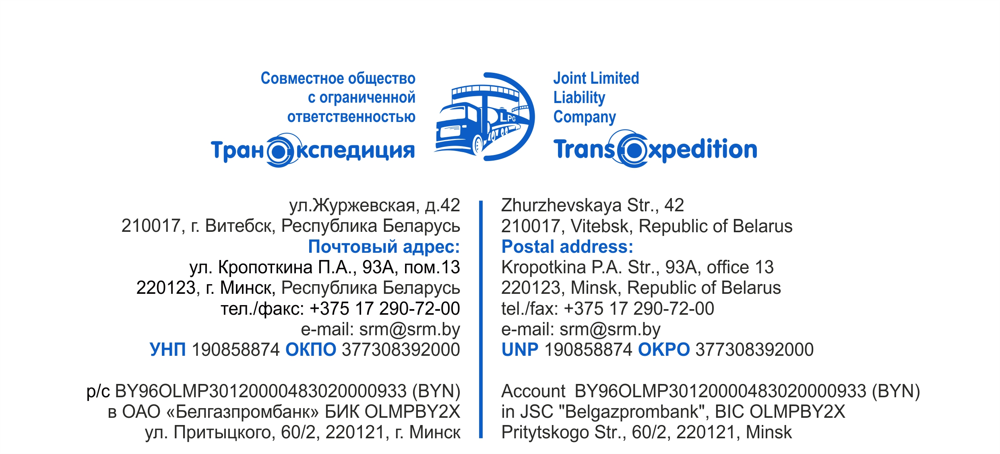 Совместное общество
с ограниченной
ответственностью
ТрансЭкспедиция
LPG
Joint Limited
Liability
Company
TransExpedition
ул.Журжевская, д.42
210017, г. Витебск, Республика Беларусь
Почтовый адрес:
ул. Кропоткина П.А., 93А, пом.13
220123, г. Минск, Республика Беларусь
тел./факс: +375 17 290-72-00
e-mail: srm@srm.by
УНП 190858874 ОКПО 377308392000
р/с BY96OLMP30120000483020000933 (BYN)
в ОАО «Белгазпромбанк» БИК OLMPBY2X
ул. Притыцкого, 60/2, 220121, г. Минск
Zhurzhevskaya Str., 42
210017, Vitebsk, Republic of Belarus
Postal address:
Kropotkina P.A. Str., 93A, office 13
220123, Minsk, Republic of Belarus
tel./fax: +375 17 290-72-00
e-mail: srm@srm.by
UNP 190858874 OKPO 377308392000
Account BY96OLMP30120000483020000933 (BYN)
in JSC "Belgazprombank", BIC OLMPBY2X
Pritytskogo Str., 60/2, 220121, Minsk